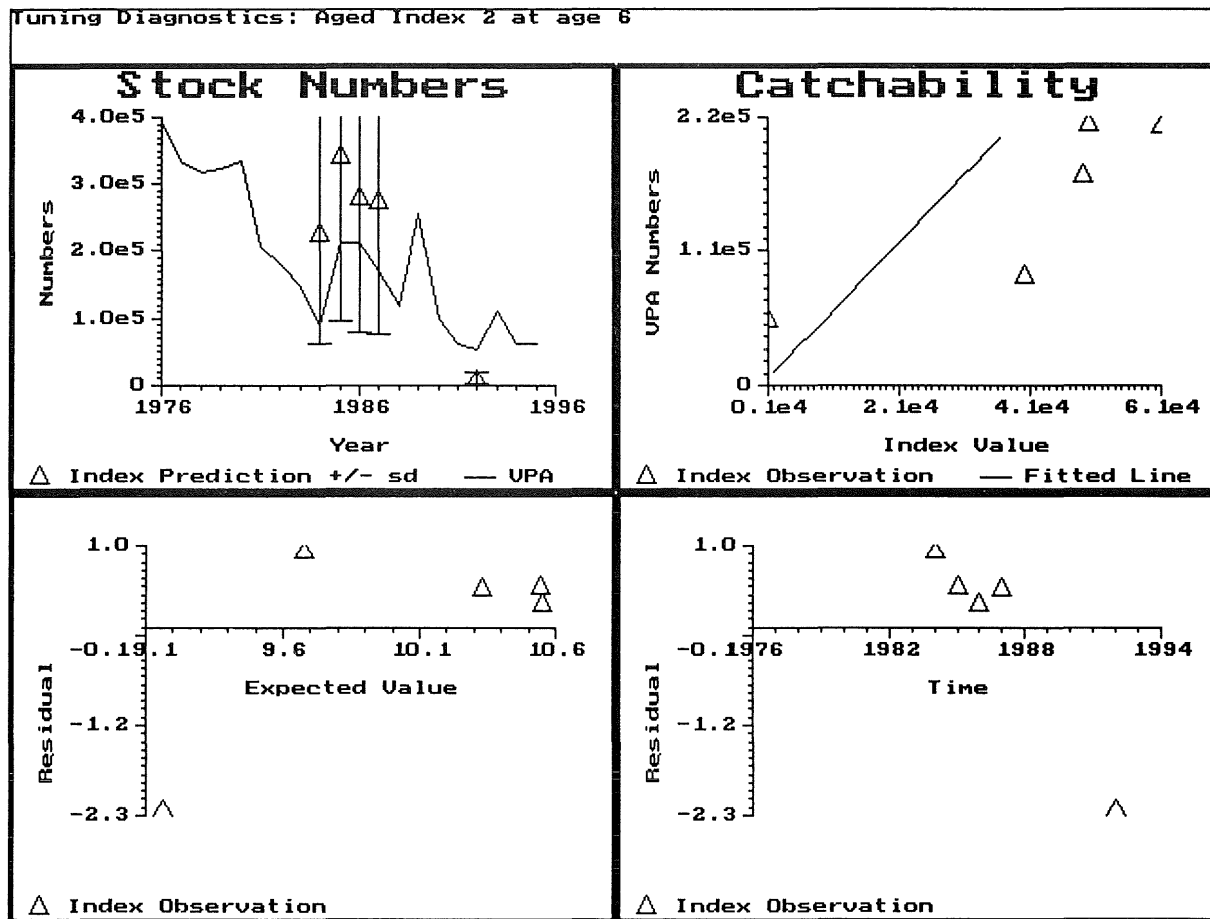 Tuning Diagnostics: Aged Index 2 at age 6
Stock Numbers
4.0e5
3.0e5
2.0e5
1.0e5
0
Numbers
1976 1986 1996
Year
△ Index Prediction +/- sd — VPA
Catchability
2.2e5
1.1e5
0
VPA Numbers
0.1e4 2.1e4 4.1e4 6.1e4
Index Value
△ Index Observation — Fitted Line
1.0
-0.1
-1.2
-2.3
Residual
9.1 9.6 10.1 10.6
Expected Value
△ Index Observation
1.0
-0.1
-1.2
-2.3
Residual
1976 1982 1988 1994
Time
△ Index Observation